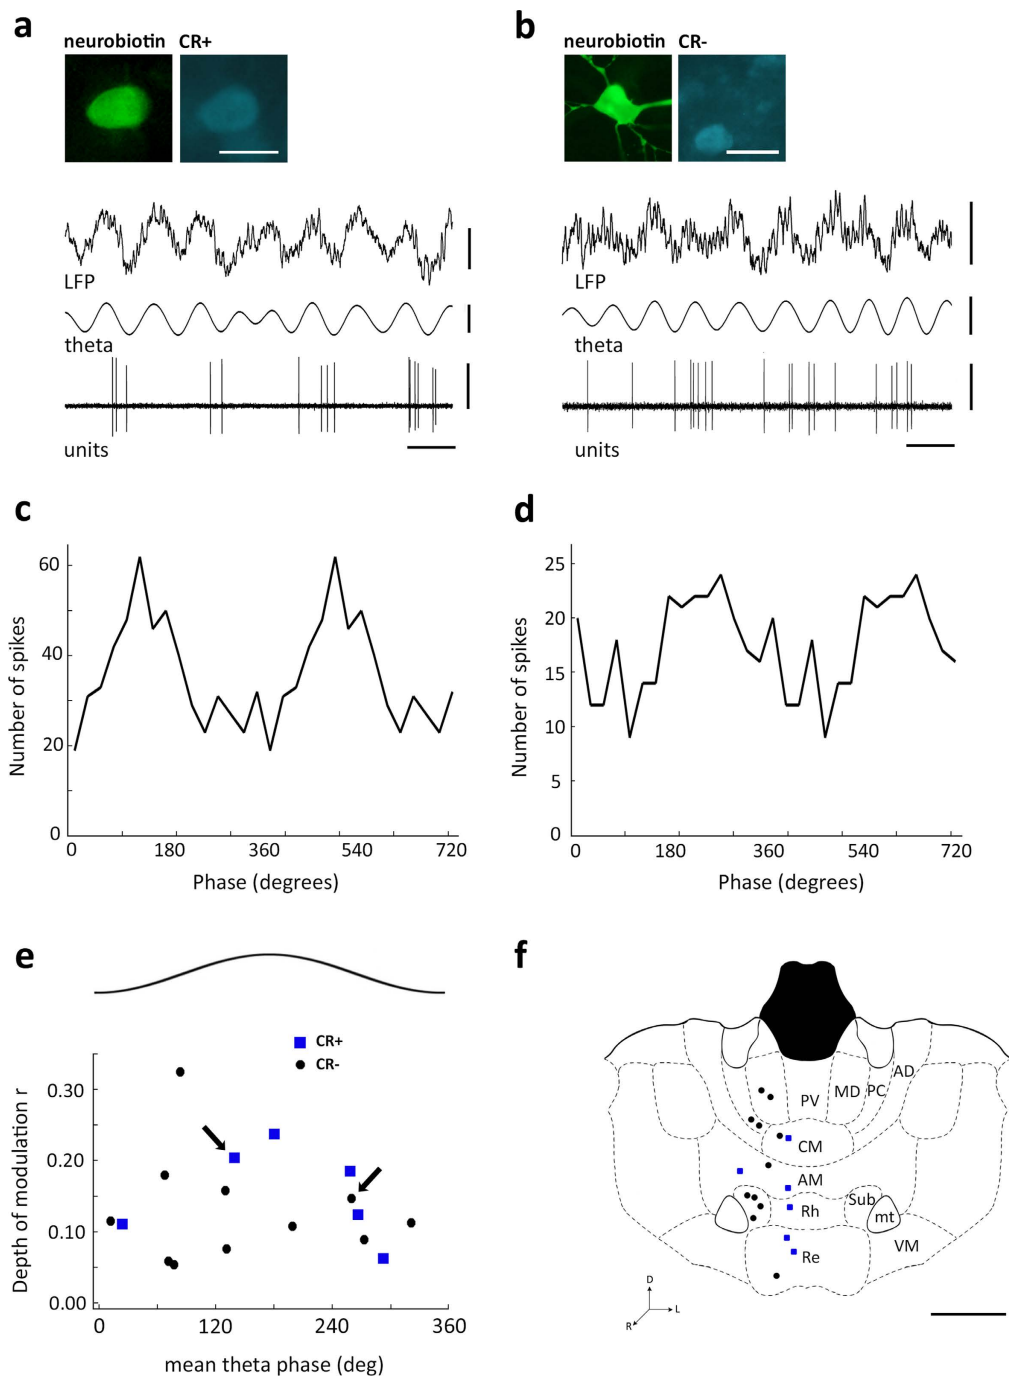 a
b
neurobiotin CR+
neurobiotin CR-
LFP
theta
units
LFP
theta
units
c
60
40
20
0
Number of spikes
0 180 360 540 720
Phase (degrees)
d
25
20
15
10
5
0
Number of spikes
0 180 360 540 720
Phase (degrees)
e
CR+
CR-
0.30
0.20
0.10
0.00
Depth of modulation r
0 120 240 360
mean theta phase (deg)
f
AD
PV MD PC
CM
AM
Sub
Rh mt
VM
Re
D
L
R